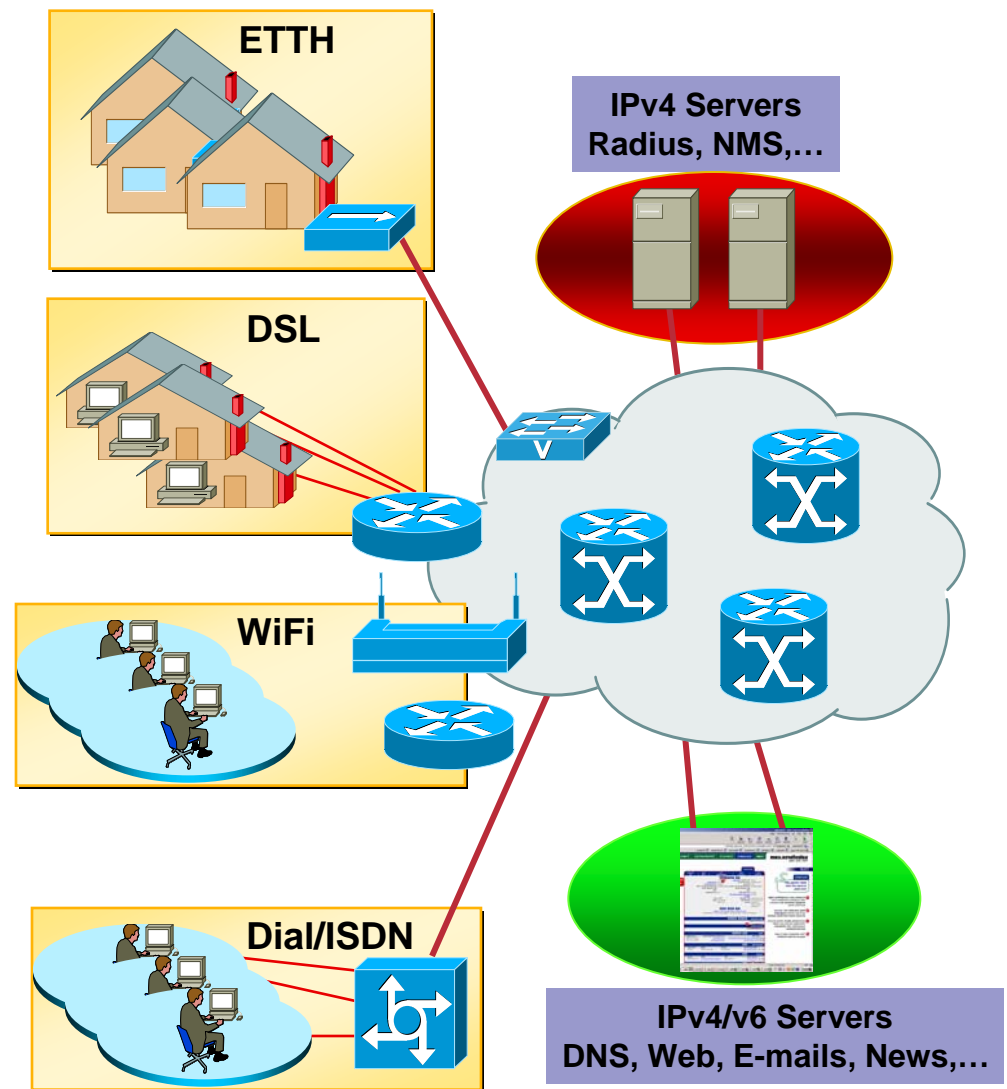 ETTH
IPv4 Servers
Radius, NMS,…
DSL
V
WiFi
Dial/ISDN
IPv4/v6 Servers
DNS, Web, E-mails, News,…